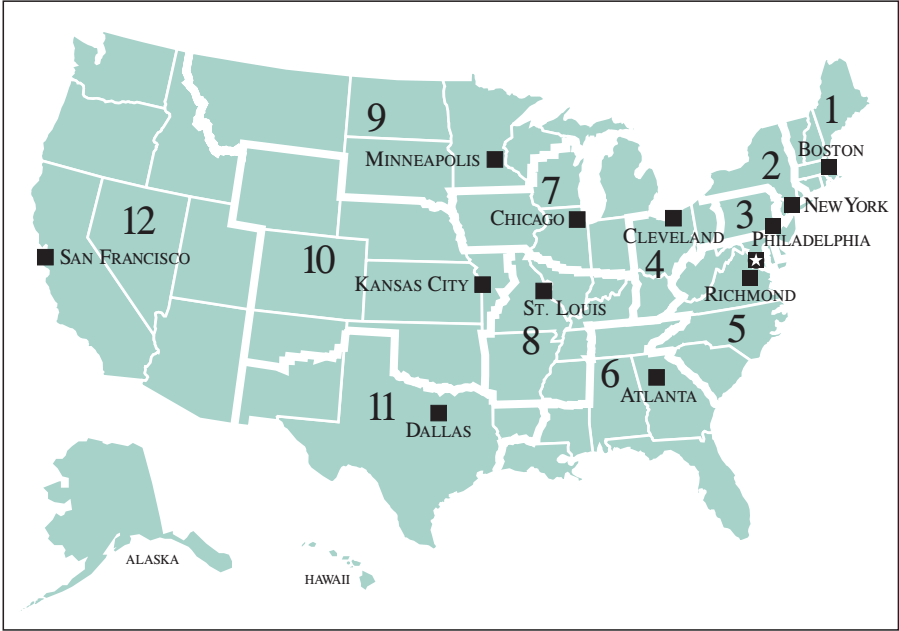 1
9
BOSTON
MINNEAPOLIS
2
7
NEW YORK
CHICAGO
3
12
CLEVELAND
PHILADELPHIA
SAN FRANCISCO
10
4
KANSAS CITY
RICHMOND
ST. LOUIS
5
8
6
ATLANTA
11
DALLAS
ALASKA
HAWAII